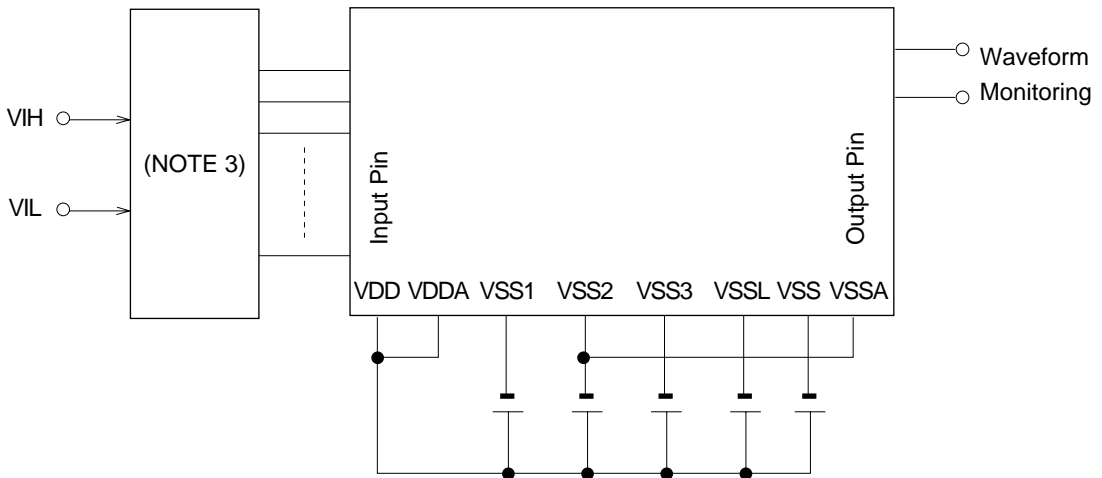 VIH
VIL
(NOTE 3)
Input Pin
Output Pin
Waveform
Monitoring
VDD VDDA VSS1 VSS2 VSS3 VSSL VSS VSSA